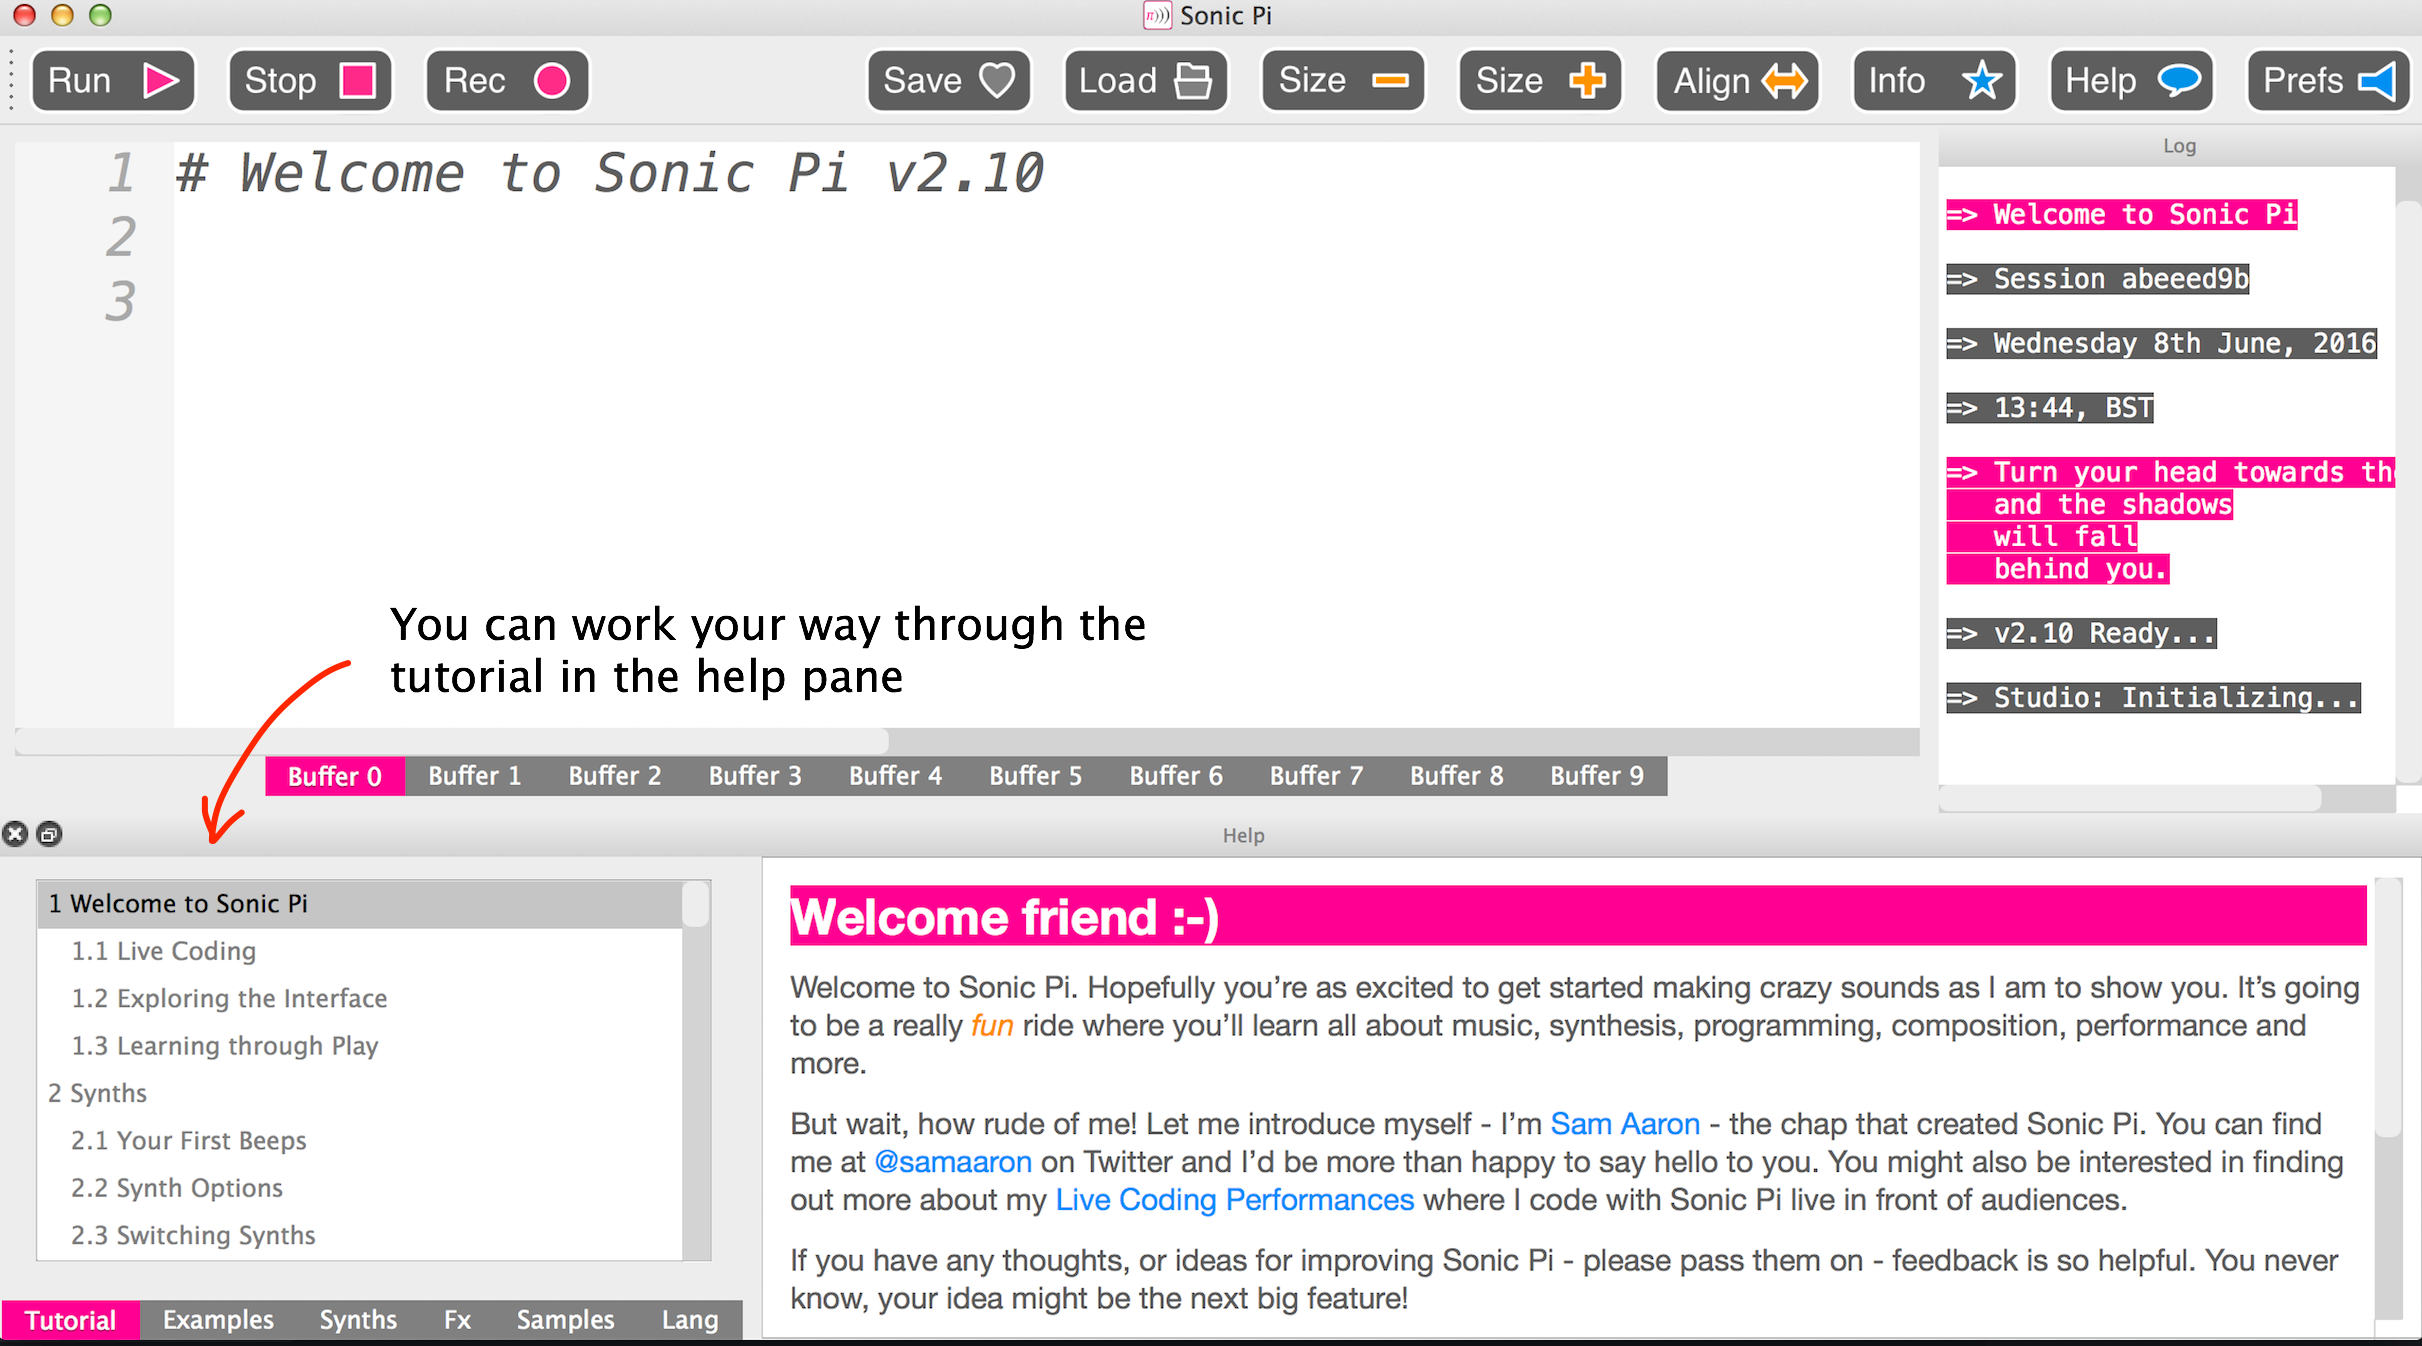 Sonic Pi
Run Stop Rec Save Load Size Size Align Info Help Prefs
1 # Welcome to Sonic Pi v2.10
2
3
You can work your way through the
tutorial in the help pane
Buffer 0 Buffer 1 Buffer 2 Buffer 3 Buffer 4 Buffer 5 Buffer 6 Buffer 7 Buffer 8 Buffer 9
Log
=> Welcome to Sonic Pi
=> Session abeeed9b
=> Wednesday 8th June, 2016
=> 13:44, BST
=> Turn your head towards
and the shadows
will fall
behind you.
=> v2.10 Ready...
=> Studio: Initializing...
Help
1 Welcome to Sonic Pi
1.1 Live Coding
1.2 Exploring the Interface
1.3 Learning through Play
2 Synths
2.1 Your First Beeps
2.2 Synth Options
2.3 Switching Synths
Tutorial Examples Synths Fx Samples Lang
Welcome friend :-)
Welcome to Sonic Pi. Hopefully you’re as excited to get started making crazy sounds as I am to show you. It’s going
to be a really fun ride where you’ll learn all about music, synthesis, programming, composition, performance and
more.
But wait, how rude of me! Let me introduce myself - I’m Sam Aaron - the chap that created Sonic Pi. You can find
me at @samaaron on Twitter and I’d be more than happy to say hello to you. You might also be interested in finding
out more about my Live Coding Performances where I code with Sonic Pi live in front of audiences.
If you have any thoughts, or ideas for improving Sonic Pi - please pass them on - feedback is so helpful. You never
know, your idea might be the next big feature!